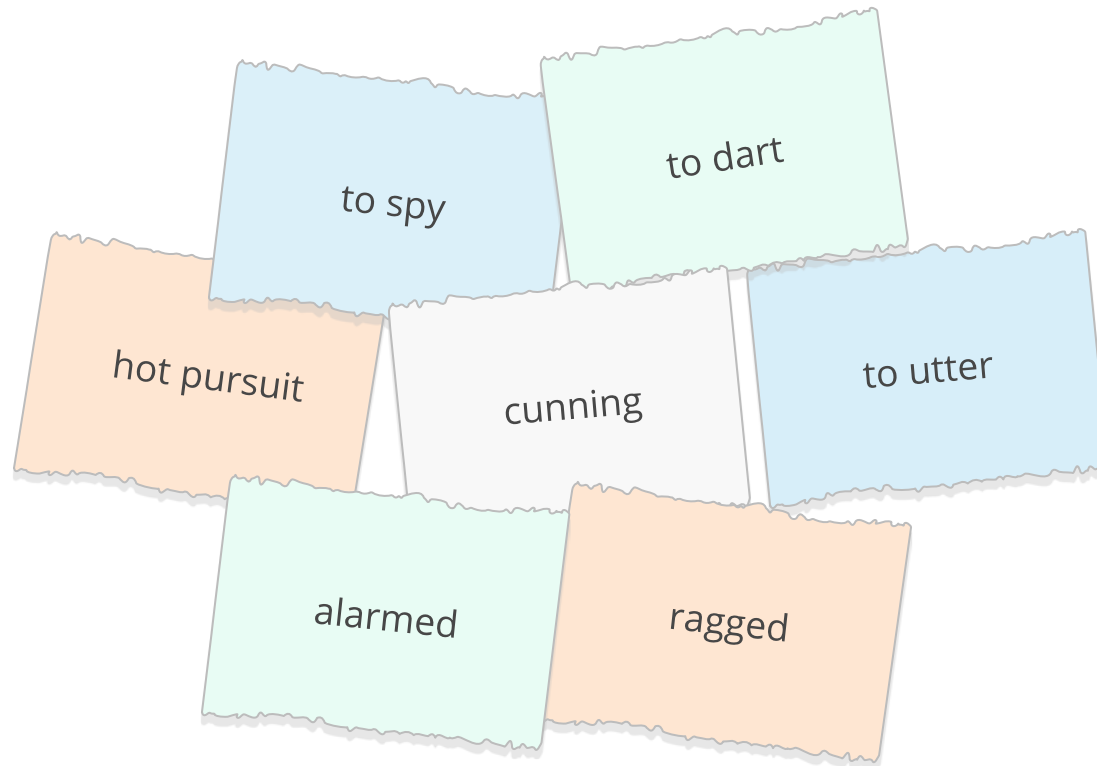 to dart
to spy
hot pursuit
cunning
to utter
alarmed
ragged